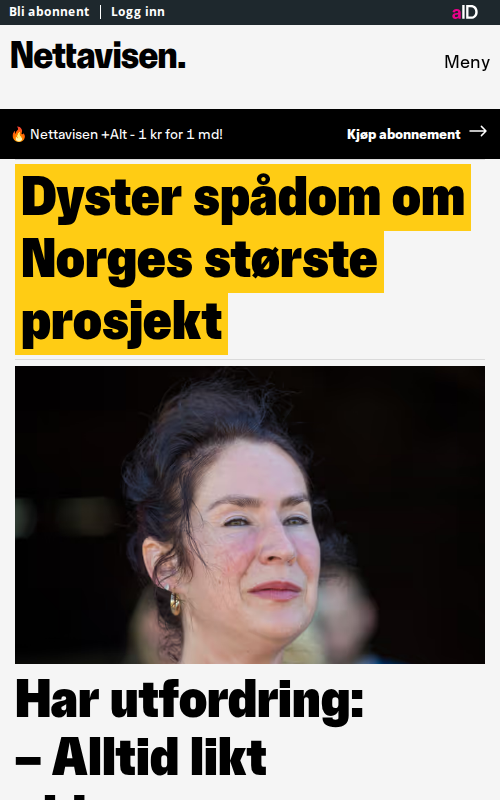 Bli abonnent | Logg inn
aID
Nettavisen.
Meny
🔥 Nettavisen +Alt - 1 kr for 1 md!
Kjøp abonnement →
Dyster spådom om
Norges største
prosjekt
Har utfordring:
– Alltid likt